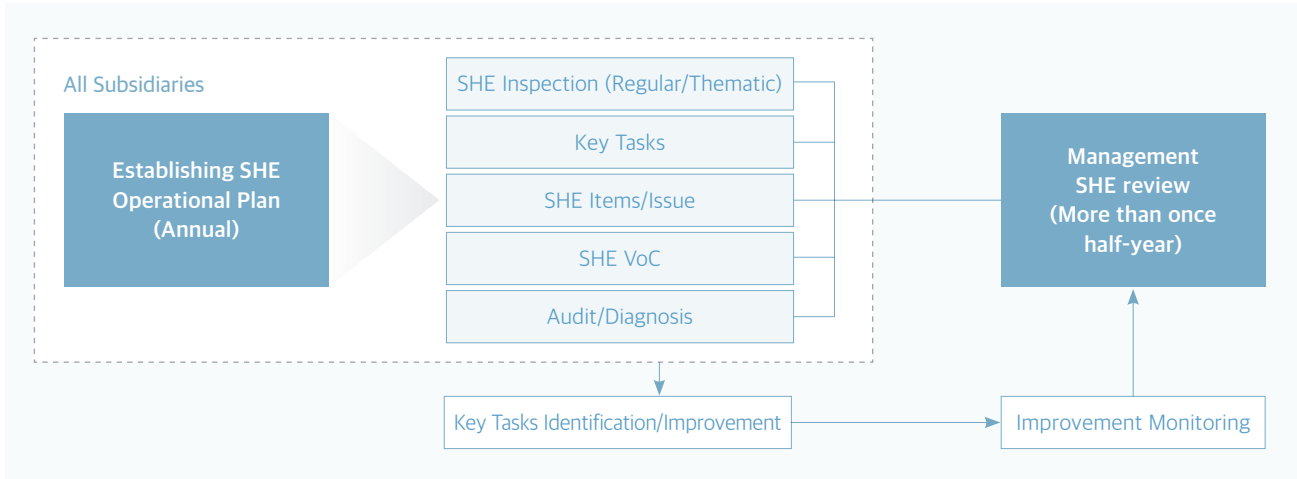 All Subsidiaries
Establishing SHE
Operational Plan
(Annual)
SHE Inspection (Regular/Thematic)
Key Tasks
SHE Items/Issue
SHE VoC
Audit/Diagnosis
Management
SHE review
(More than once
half-year)
Key Tasks Identification/Improvement
Improvement Monitoring